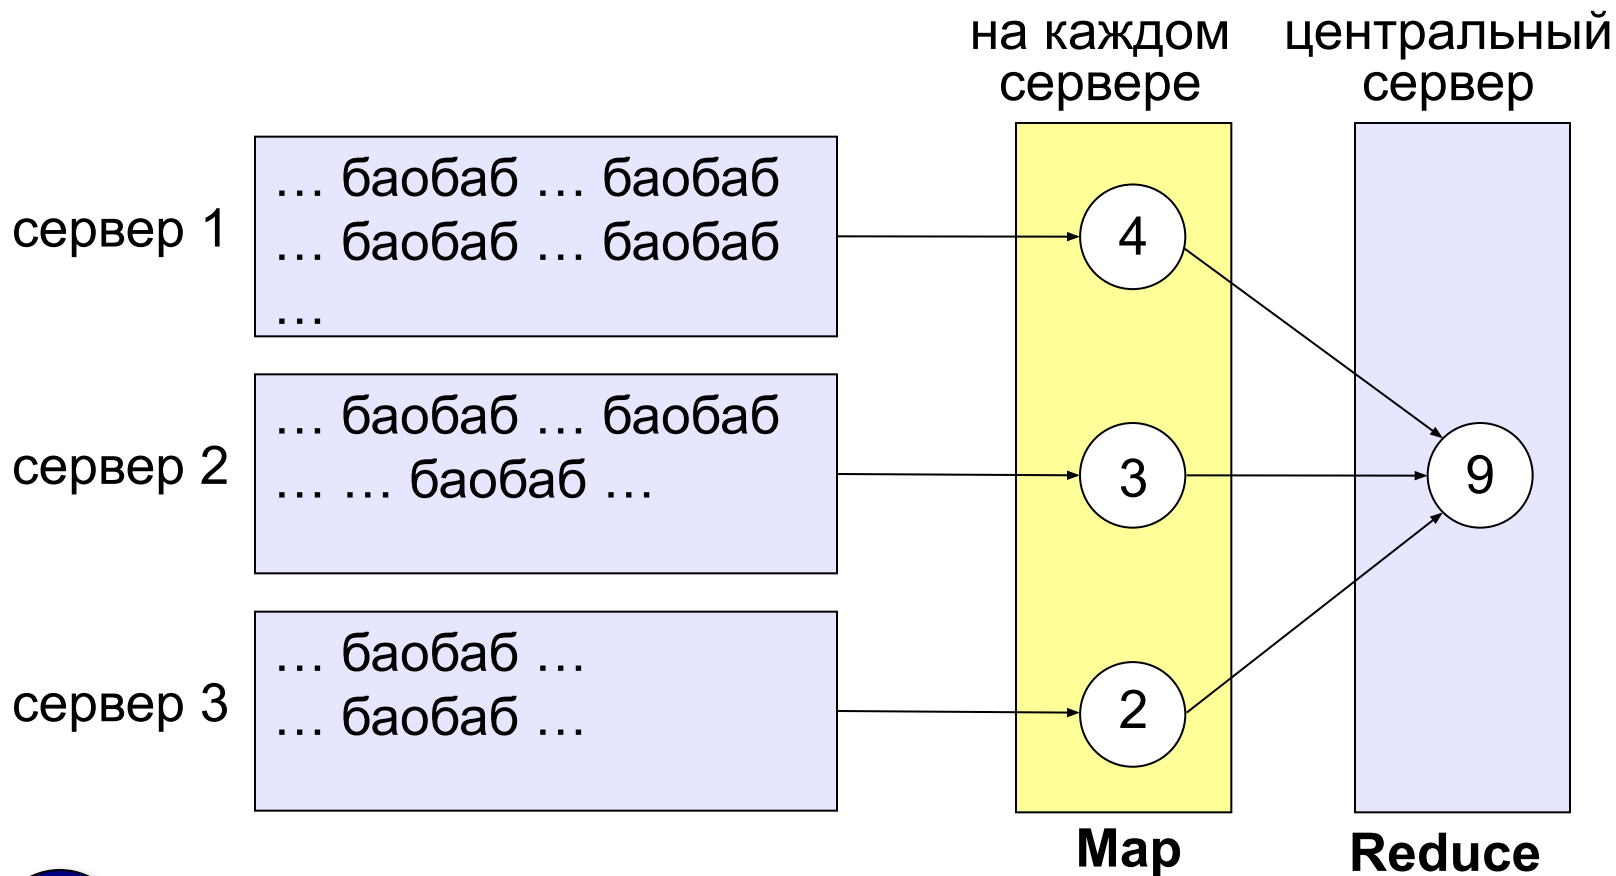 на каждом
сервере
центральный
сервер
сервер 1
… баобаб … баобаб
… баобаб … баобаб
…
4
сервер 2
… баобаб … баобаб
… … баобаб …
3
9
сервер 3
… баобаб …
… баобаб …
2
Map
Reduce